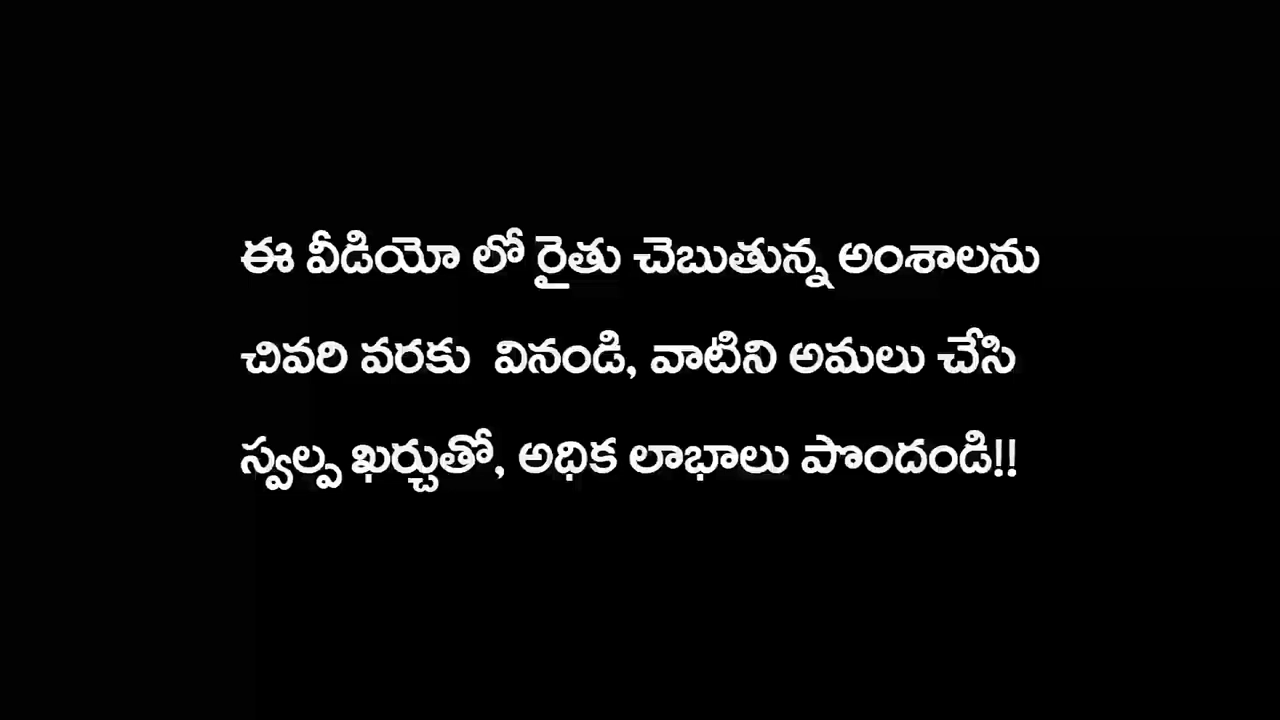 ఈ వీడియో లో రైతు చెబుతున్న అంశాలను
చివరి వరకు వినండి, వాటిని అమలు చేసి
స్వల్ప ఖర్చుతో, అధిక లాభాలు పొందండి!!